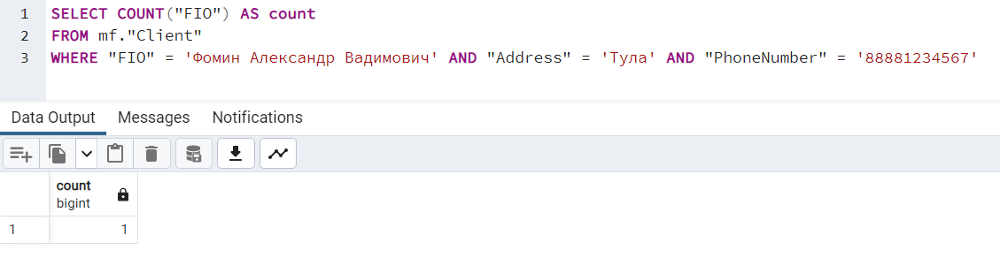 1 SELECT COUNT("FIO") AS count
2 FROM mf."Client"
3 WHERE "FIO" = 'Фомин Александр Вадимович' AND "Address" = 'Тула' AND "PhoneNumber" = '88881234567'
Data Output Messages Notifications
count
bigint
1 1